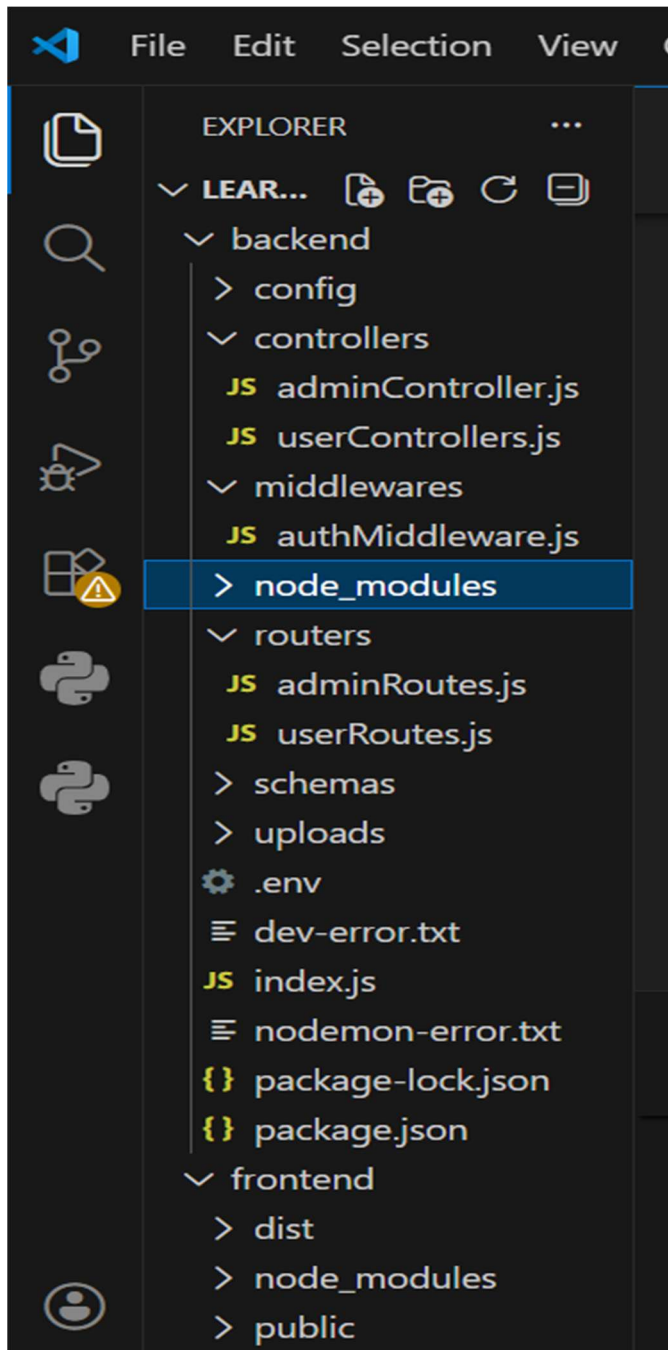 File Edit Selection View
EXPLORER
LEAR...
backend
config
controllers
JS adminController.js
JS userControllers.js
middlewares
JS authMiddleware.js
node_modules
routers
JS adminRoutes.js
JS userRoutes.js
schemas
uploads
.env
dev-error.txt
JS index.js
nodemon-error.txt
{} package-lock.json
{} package.json
frontend
dist
node_modules
public